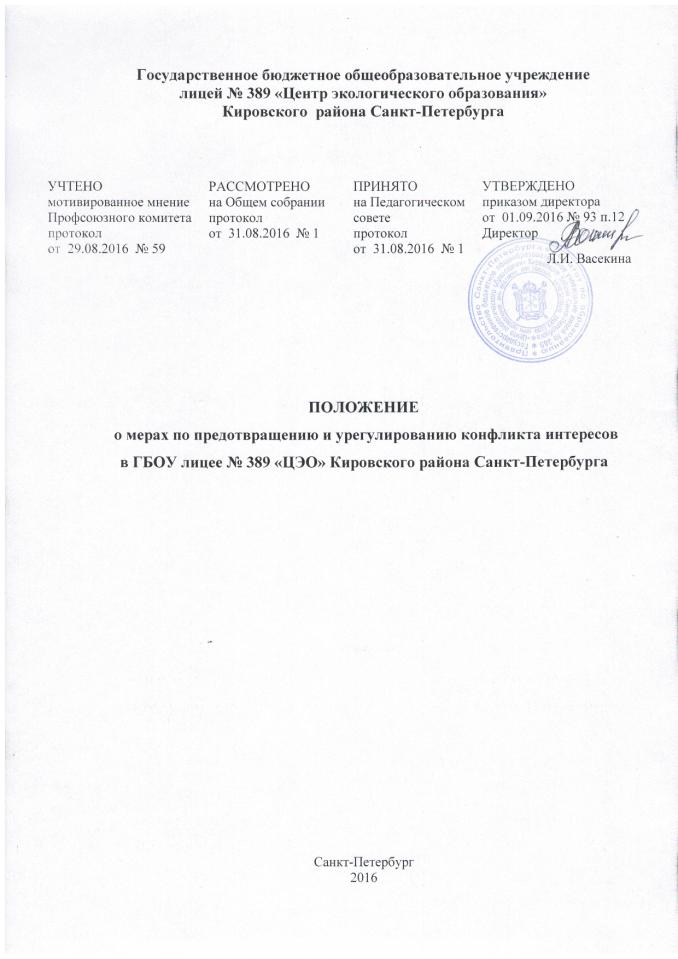 Государственное бюджетное общеобразовательное учреждение
лицей № 389 «Центр экологического образования»
Кировского района Санкт-Петербурга
УЧТЕНО
мотивированное мнение
Профсоюзного комитета
протокол
от 29.08.2016 № 59
РАССМОТРЕНО
на Общем собрании
протокол
от 31.08.2016 № 1
ПРИНЯТО
на Педагогическом
совете
протокол
от 31.08.2016 № 1
УТВЕРЖДЕНО
приказом директора
от 01.09.2016 № 93 п.12
Директор
Л.И. Васекина
ПОЛОЖЕНИЕ
о мерах по предотвращению и урегулированию конфликта интересов
в ГБОУ лицее № 389 «ЦЭО» Кировского района Санкт-Петербурга
Санкт-Петербург
2016